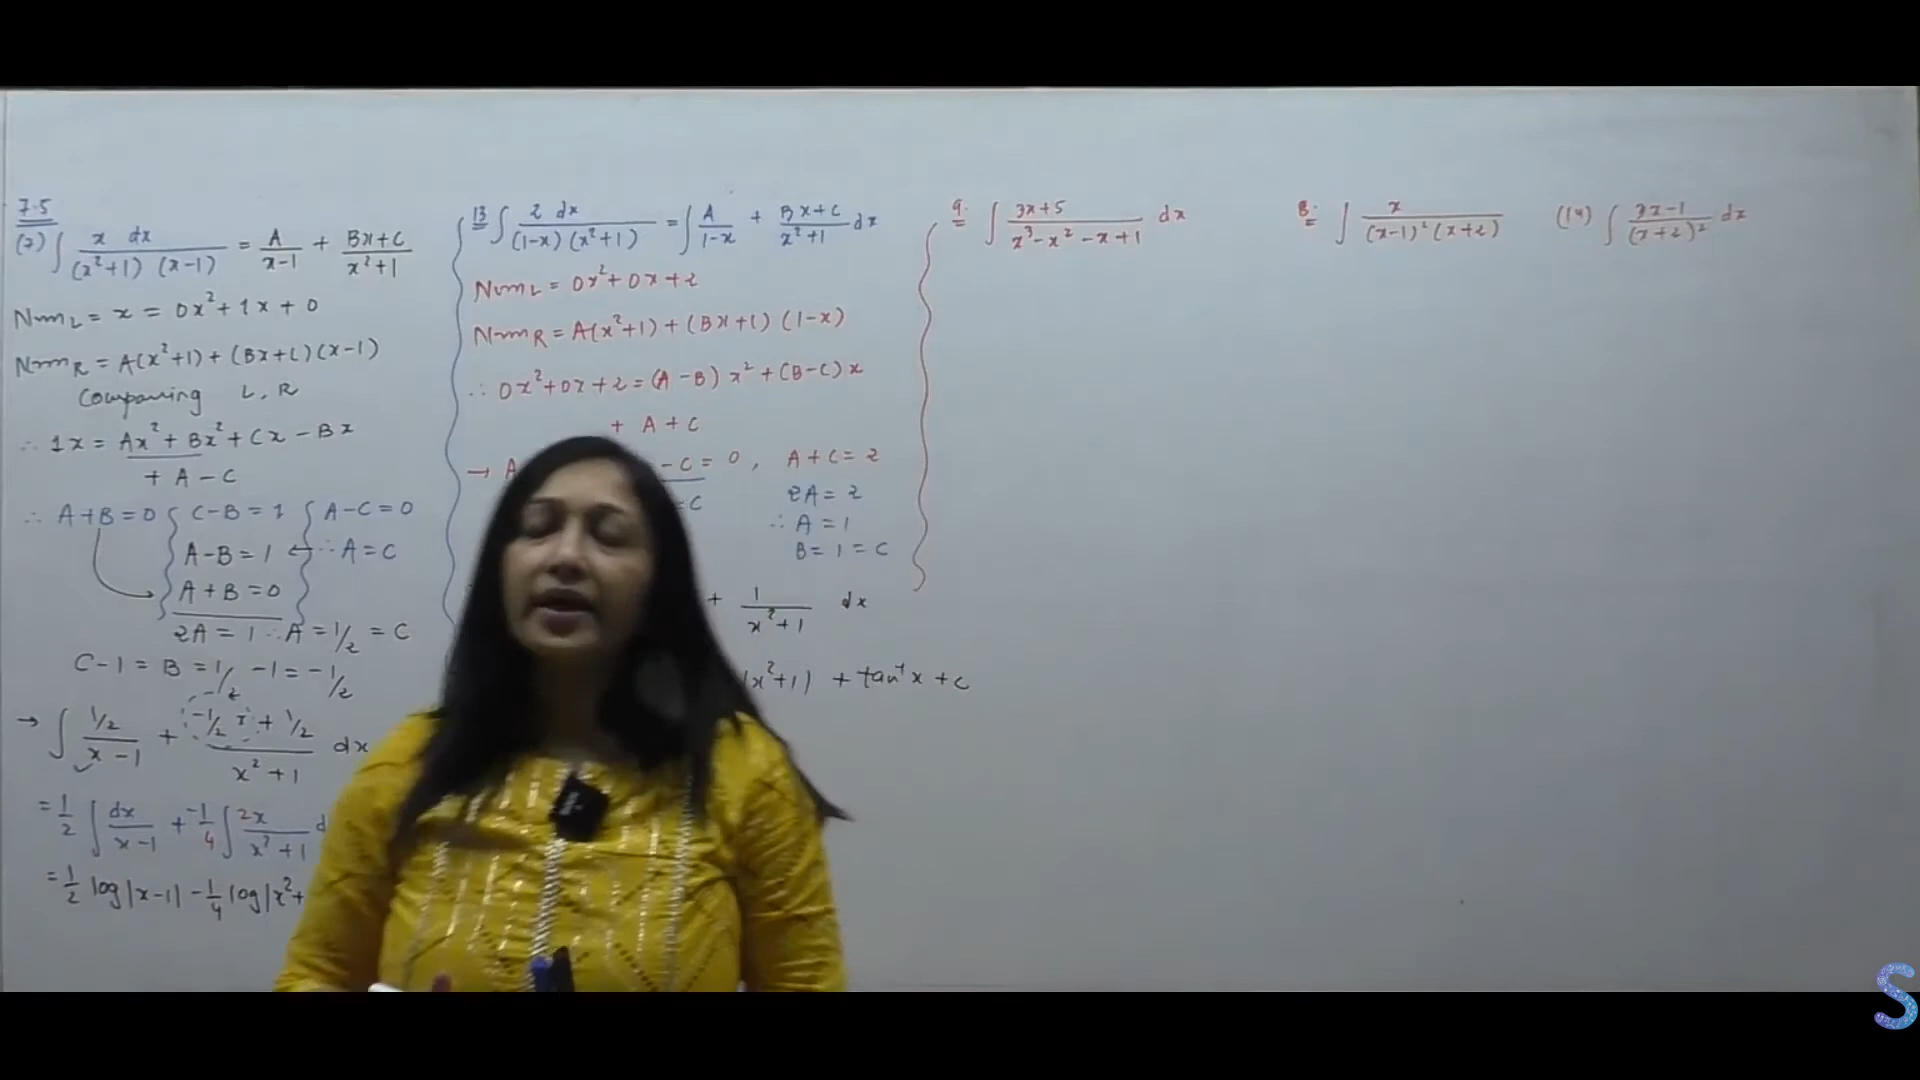 7.5
(7) ∫ x dx / (x²+1) (x-1) = A / x-1 + Bx+C / x²+1
Num_L = x = 0x² + 1x + 0
Num_R = A(x²+1) + (Bx+C)(x-1)
Comparing L, R
∴ 1x = Ax² + Bx² + Cx - Bx
+ A - C
∴ A+B=0 { C-B=1 { A-C=0
A-B=1 ← ∴ A=C
A+B=0
2A = 1 ∴ A = 1/2 = C
C-1 = B = 1/2 -1 = -1/2
→ ∫ 1/2 / x-1 + -1/2 x + 1/2 / x²+1 dx
= 1/2 ∫ dx / x-1 + -1/4 ∫ 2x / x²+1 d
= 1/2 log|x-1| - 1/4 log|x²+
13 ∫ 2 dx / (1-x) (x²+1) = ∫ A / 1-x + Bx+C / x²+1 dx
Num_L = 0x² + 0x + 2
Num_R = A(x²+1) + (Bx+C) (1-x)
∴ 0x²+0x+2 = (A-B) x² + (B-C) x
+ A+C
→ A -C = 0, A+C = 2
=C 2A = 2
∴ A = 1
B = 1 = C
+ 1 / x²+1 dx
(x²+1) + tan⁻¹x + c
9. ∫ 3x+5 / x³-x²-x+1 dx
8. ∫ x / (x-1)² (x+2)
(14) ∫ 3x-1 / (x+2)² dx
S